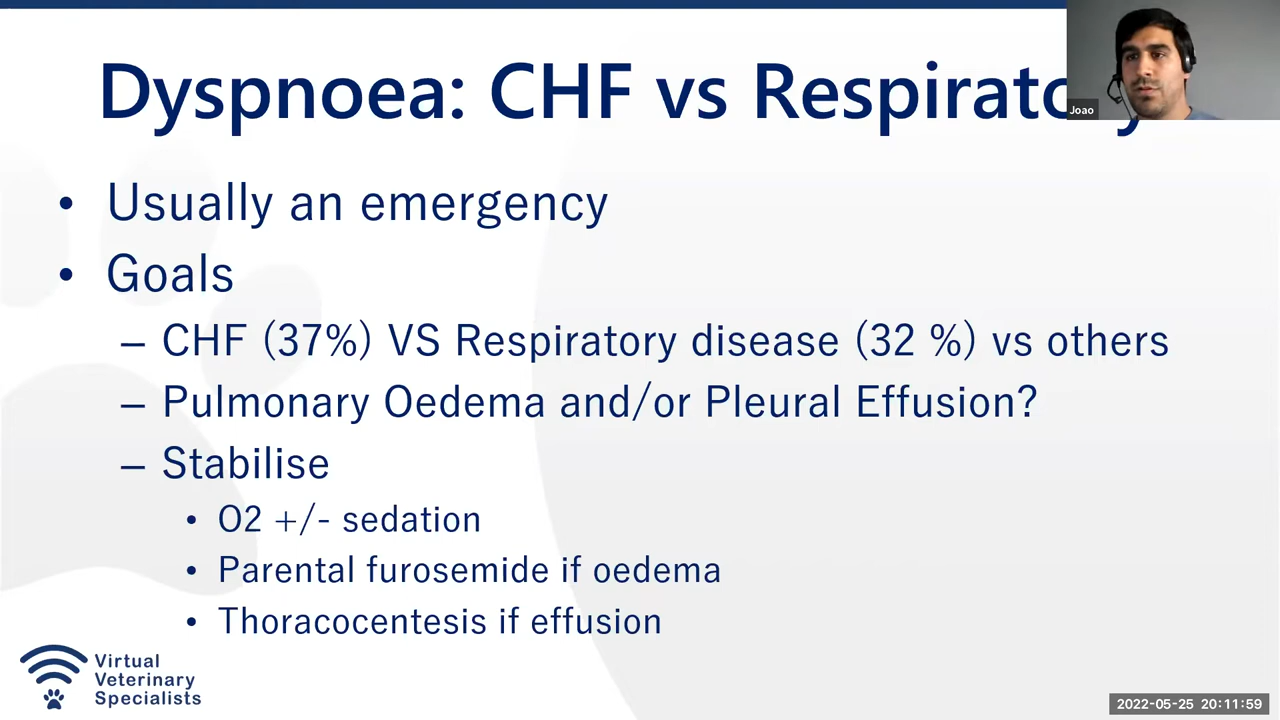 Dyspnoea: CHF vs
Joao
• Usually an emergency
• Goals
– CHF (37%) VS Respiratory disease (32 %) vs others
– Pulmonary Oedema and/or Pleural Effusion?
– Stabilise
• O2 +/- sedation
• Parental furosemide if oedema
• Thoracocentesis if effusion
Virtual
Veterinary
Specialists
2022-05-25 20:11:59